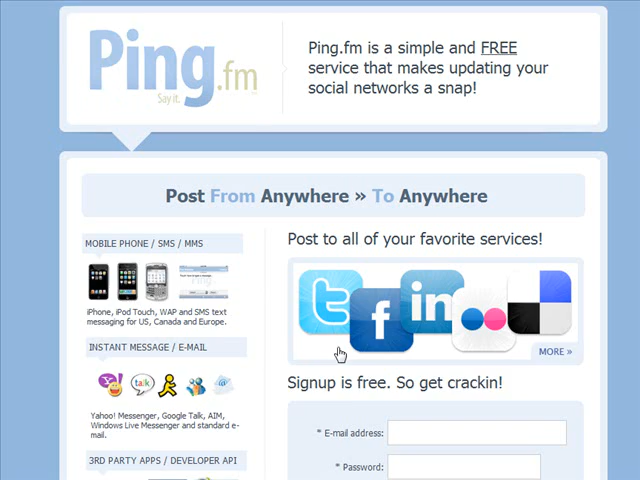 Ping.fm
Say it.
Ping.fm is a simple and FREE
service that makes updating your
social networks a snap!
Post From Anywhere » To Anywhere
MOBILE PHONE / SMS / MMS
iPhone, iPod Touch, WAP and SMS text
messaging for US, Canada and Europe.
INSTANT MESSAGE / E-MAIL
talk
Yahoo! Messenger, Google Talk, AIM,
Windows Live Messenger and standard e-
mail.
3RD PARTY APPS / DEVELOPER API
Post to all of your favorite services!
t
f
in
MORE »
Signup is free. So get crackin!
* E-mail address:
* Password: